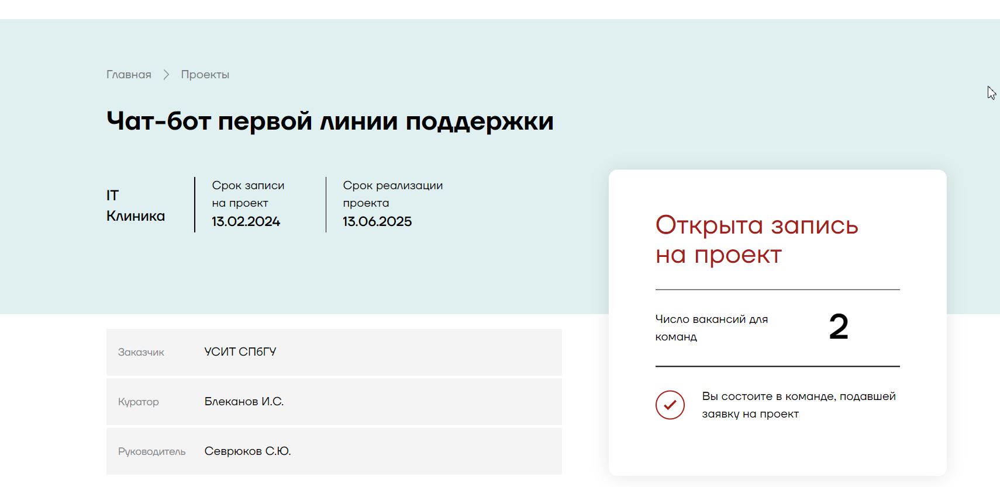 Главная
Проекты
Чат-бот первой линии поддержки
IT
Клиника
Срок записи
на проект
13.02.2024
Срок реализации
проекта
13.06.2025
Открыта запись
на проект
Число вакансий для
команд
2
Вы состоите в команде, подавшей
заявку на проект
Заказчик УСИТ СПбГУ
Куратор Блеканов И.С.
Руководитель Севрюков С.Ю.